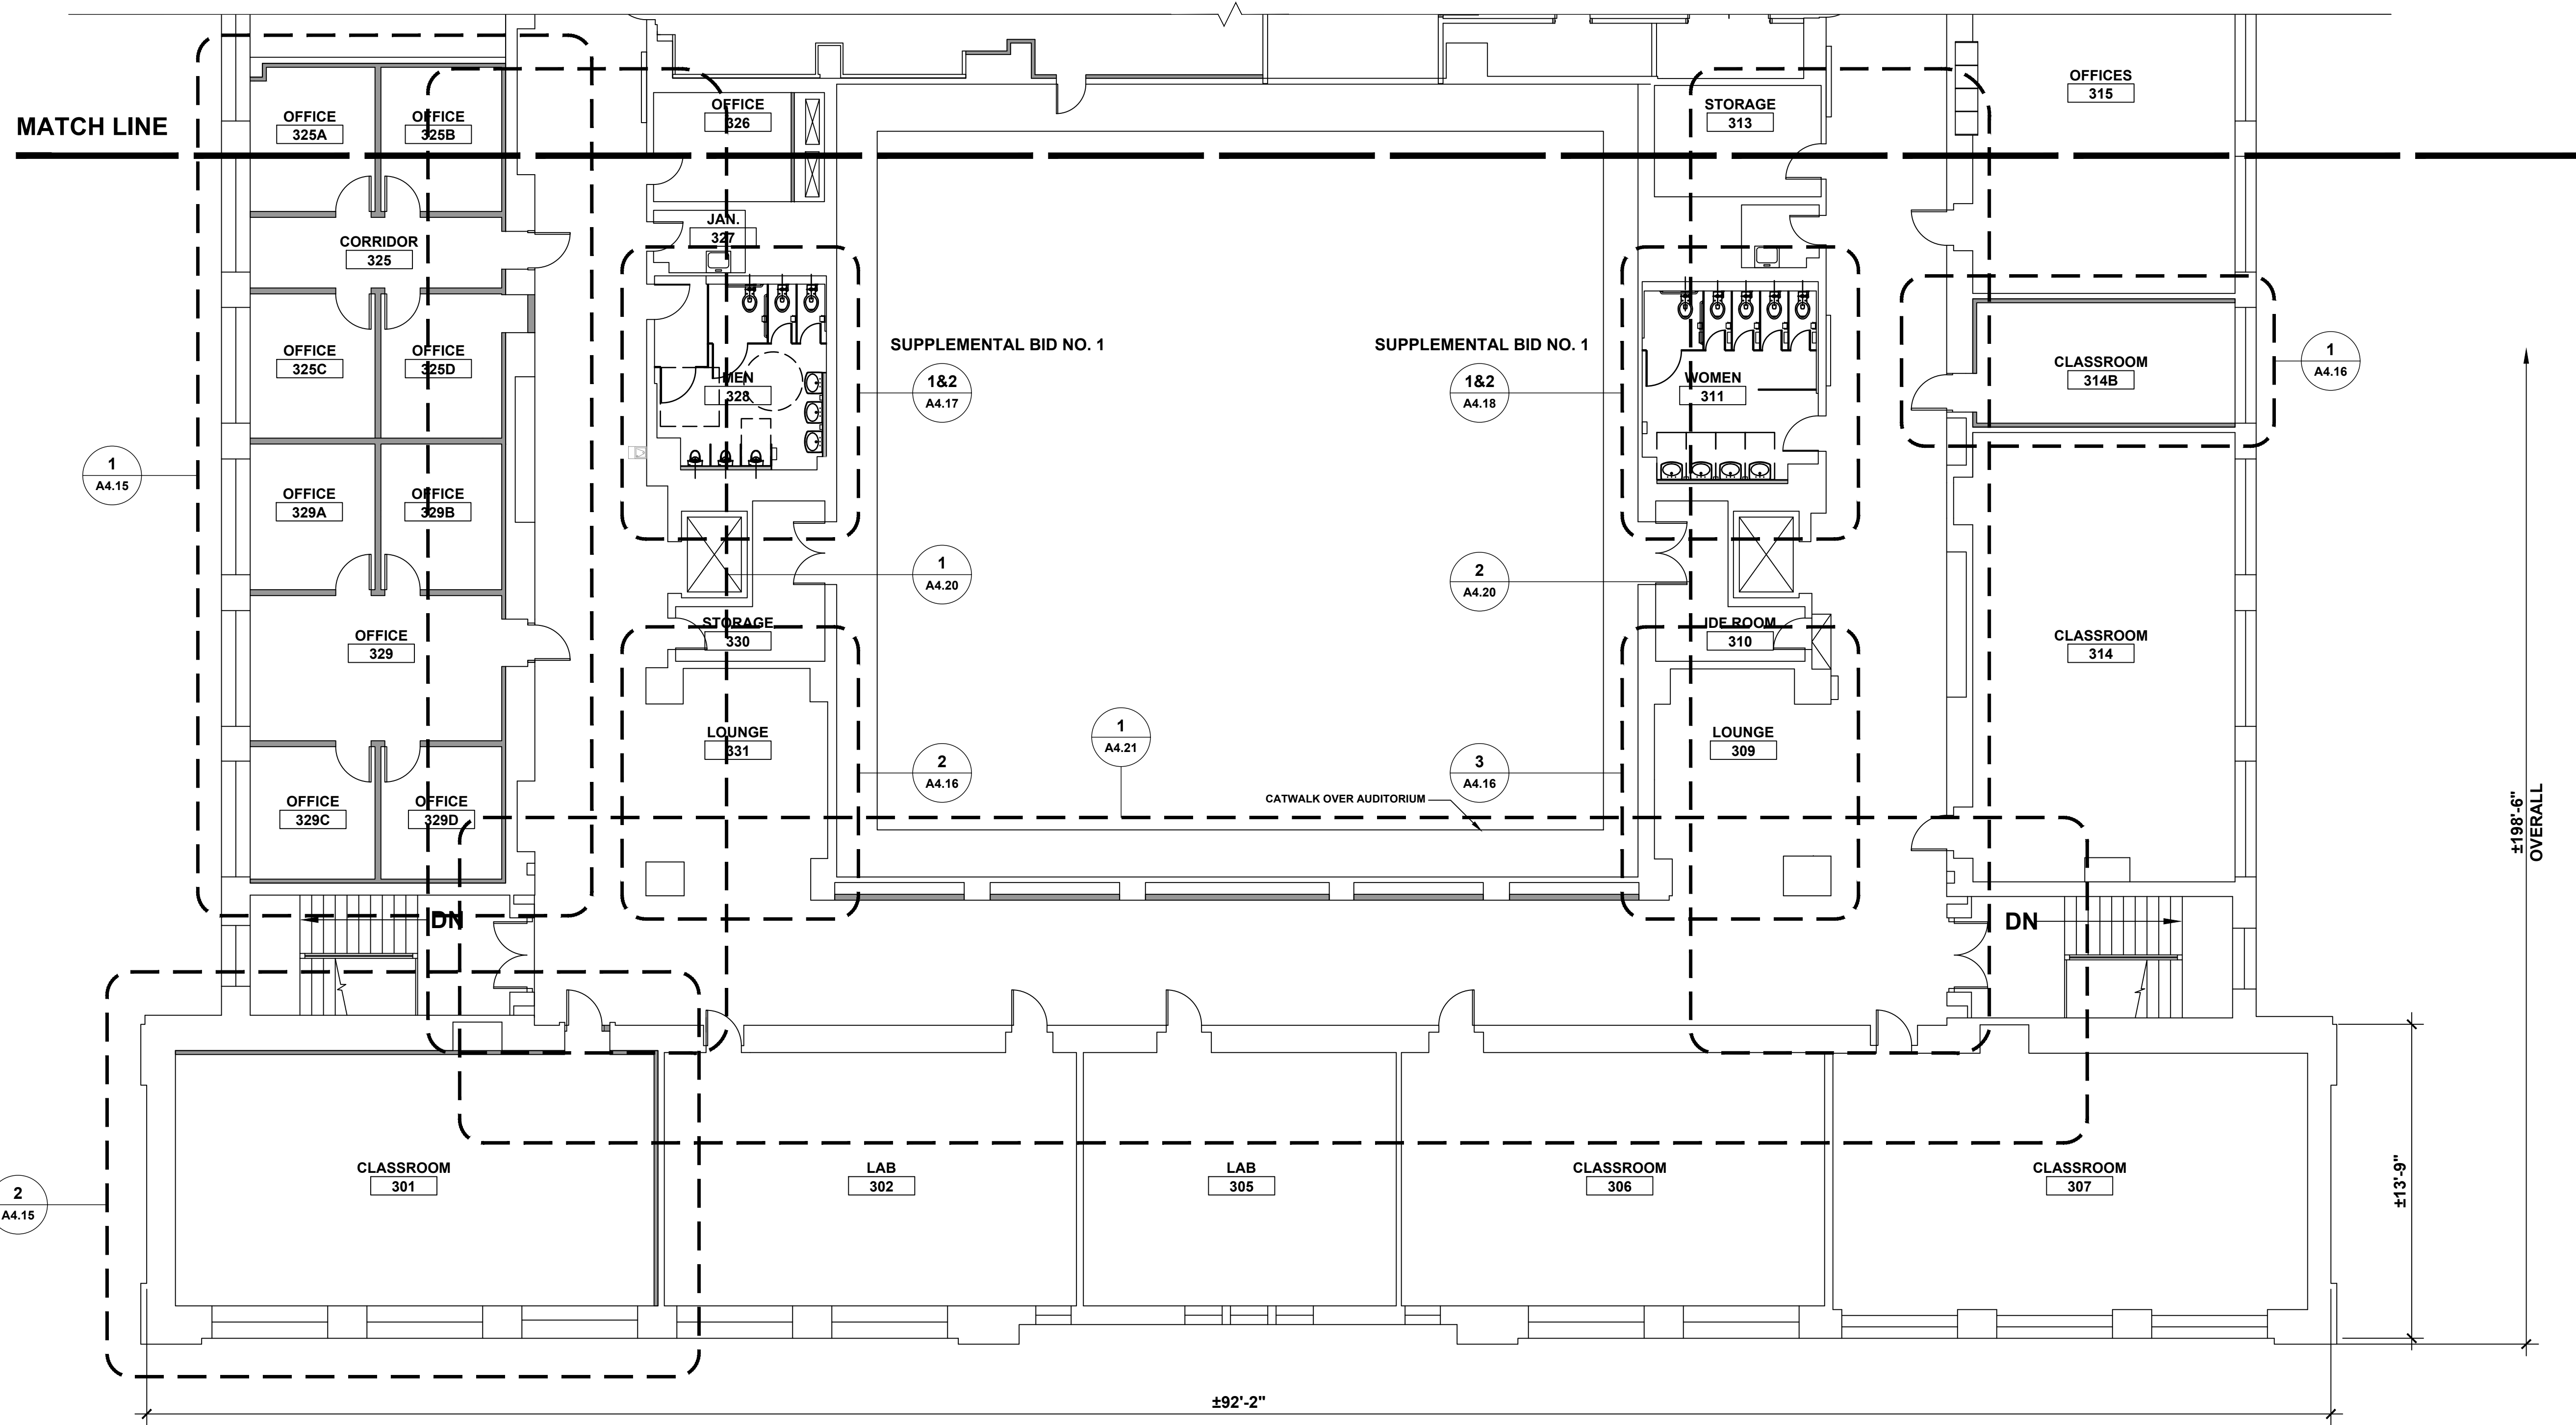 OFFICES
315
OFFICE
326
STORAGE
313
OFFICE
325A
OFFICE
325B
MATCH LINE
JAN.
327
CORRIDOR
325
OFFICE
325C
OFFICE
325D
SUPPLEMENTAL BID NO. 1
SUPPLEMENTAL BID NO. 1
1&2
A4.17
1&2
A4.18
MEN
328
WOMEN
311
CLASSROOM
314B
1
A4.16
1
A4.15
OFFICE
329A
OFFICE
329B
1
A4.20
2
A4.20
STORAGE
330
IDF ROOM
310
OFFICE
329
CLASSROOM
314
LOUNGE
331
1
A4.21
LOUNGE
309
2
A4.16
3
A4.16
CATWALK OVER AUDITORIUM
OFFICE
329C
OFFICE
329D
±198'-6"
OVERALL
DN
DN
CLASSROOM
301
LAB
302
LAB
305
CLASSROOM
306
CLASSROOM
307
2
A4.15
±13'-9"
±92'-2"